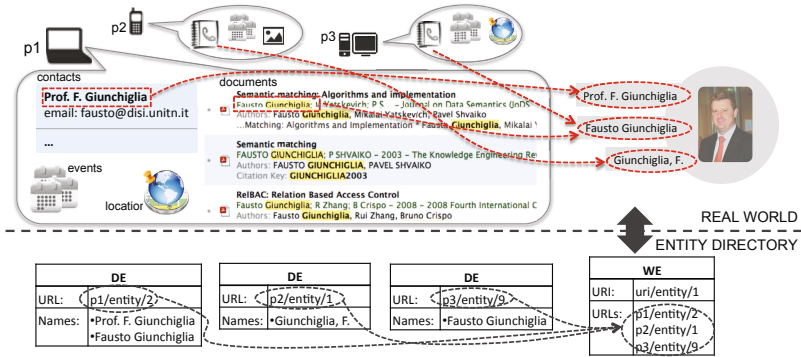 p1
p2
p3
contacts
Prof. F. Giunchiglia
email: fausto@disi.unitn.it
...
events
location
documents
Semantic matching: Algorithms and implementation
Fausto Giunchiglia; M Yatskevich; P S... - Journal on Data Semantics (JoDS
Authors: Fausto Giunchiglia, Mikalai Yatskevich, Pavel Shvaiko
...Matching: Algorithms and Implementation * Fausto Giunchiglia, Mikalai Y
Semantic matching
FAUSTO GIUNCHIGLIA; P SHVAIKO - 2003 - The Knowledge Engineering Re
Authors: FAUSTO GIUNCHIGLIA, PAVEL SHVAIKO
Citation Key: GIUNCHIGLIA2003
RelBAC: Relation Based Access Control
Fausto Giunchiglia; R Zhang; B Crispo - 2008 - 2008 Fourth International C
Authors: Fausto Giunchiglia, Rui Zhang, Bruno Crispo
Prof. F. Giunchiglia
Fausto Giunchiglia
Giunchiglia, F.
REAL WORLD
ENTITY DIRECTORY
DE
URL: p1/entity/2
Names: •Prof. F. Giunchiglia
•Fausto Giunchiglia
DE
URL: p2/entity/1
Names: •Giunchiglia, F.
DE
URL: p3/entity/9
Names: •Fausto Giunchiglia
WE
URI: uri/entity/1
URLs: p1/entity/2
p2/entity/1
p3/entity/9